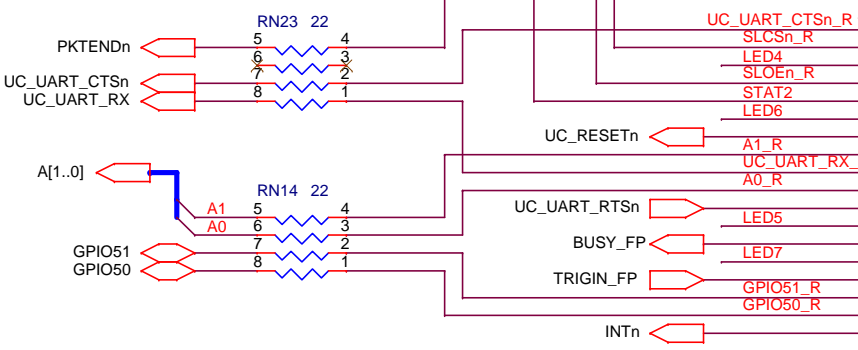 RN23 22
UC_UART_CTSn_R
PKTENDn 5 4 SLCSn_R
6 3 LED4
UC_UART_CTSn 7 2 SLOEn_R
UC_UART_RX 8 1 STAT2
LED6
UC_RESETn
A1_R
A[1..0] UC_UART_RX_
RN14 22 A0_R
A1 5 4 UC_UART_RTSn
A0 6 3 LED5
GPIO51 7 2 BUSY_FP
GPIO50 8 1 LED7
TRIGIN_FP
GPIO51_R
GPIO50_R
INTn